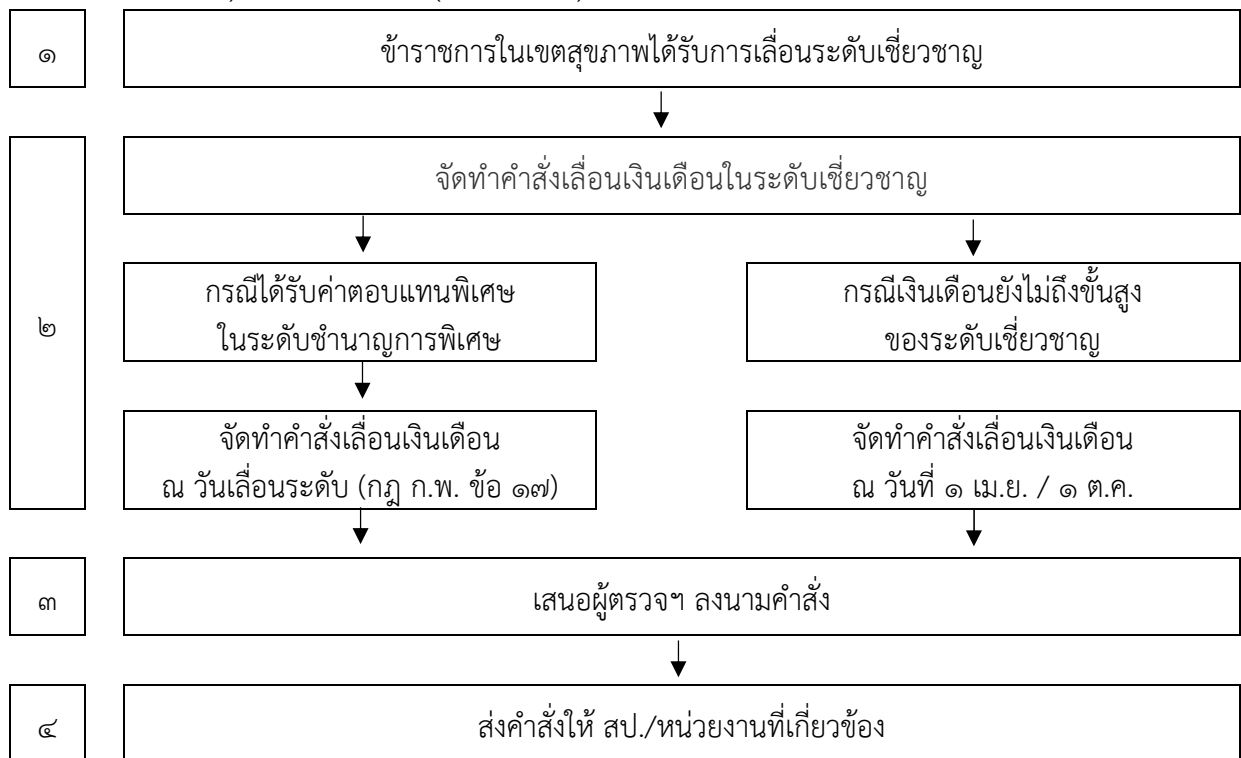 ๑
ข้าราชการในเขตสุขภาพได้รับการเลื่อนระดับเชี่ยวชาญ
๒
จัดทำคำสั่งเลื่อนเงินเดือนในระดับเชี่ยวชาญ
กรณีได้รับค่าตอบแทนพิเศษ
ในระดับชำนาญการพิเศษ
กรณีเงินเดือนยังไม่ถึงขั้นสูง
ของระดับเชี่ยวชาญ
จัดทำคำสั่งเลื่อนเงินเดือน
ณ วันเลื่อนระดับ (กฎ ก.พ. ข้อ ๑๗)
จัดทำคำสั่งเลื่อนเงินเดือน
ณ วันที่ ๑ เม.ย. / ๑ ต.ค.
๓
เสนอผู้ตรวจฯ ลงนามคำสั่ง
๔
ส่งคำสั่งให้ สป./หน่วยงานที่เกี่ยวข้อง